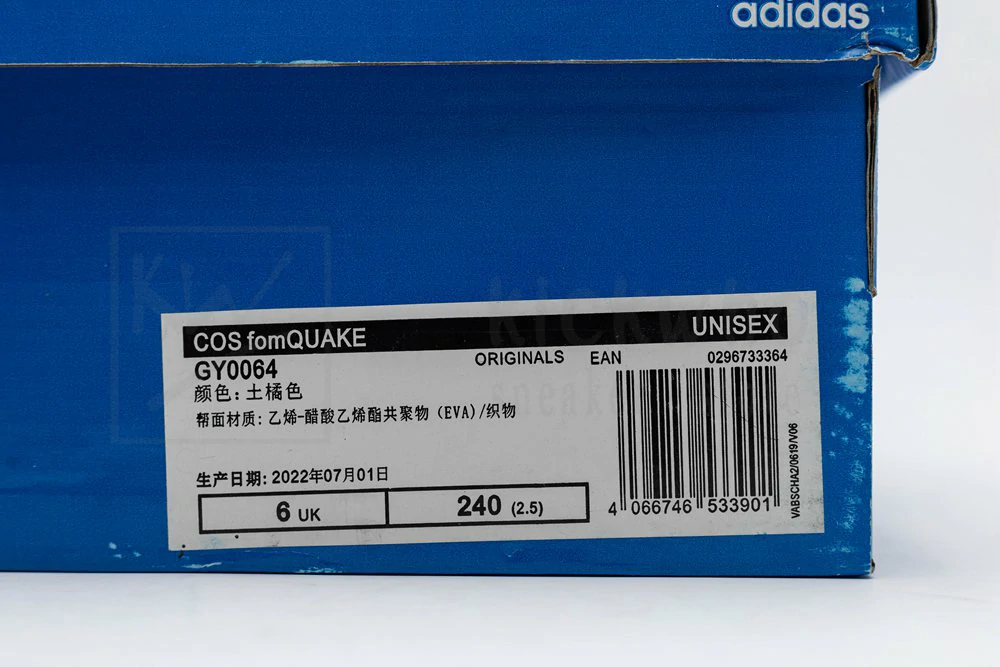 adidas
COS fomQUAKE UNISEX
GY0064 ORIGINALS EAN 0296733364
颜色: 土橘色
帮面材质: 乙烯-醋酸乙烯酯共聚物 (EVA)/织物
生产日期: 2022年07月01日
6 UK 240 (2.5)
4 066746 533901
VABSCHA2/0619/V06